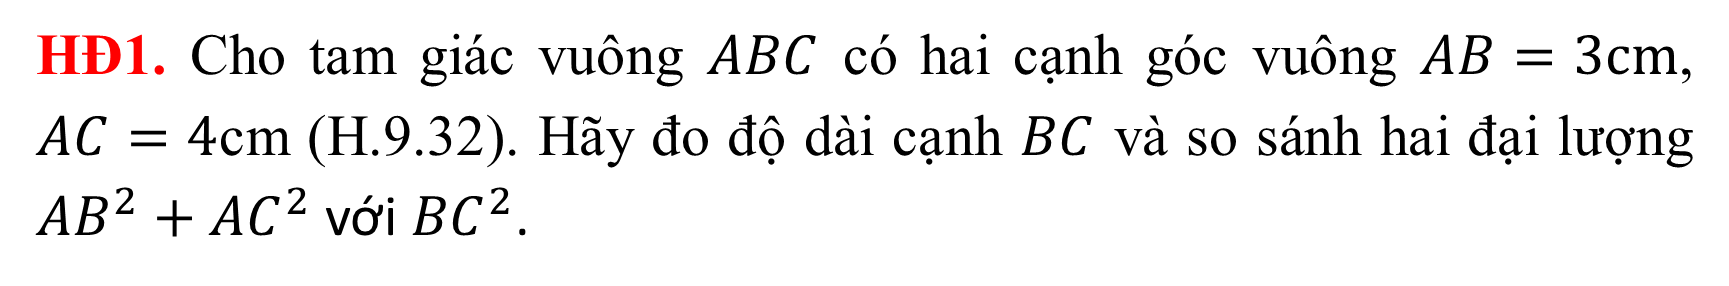 HĐ1. Cho tam giác vuông ABC có hai cạnh góc vuông AB = 3cm,
AC = 4cm (H.9.32). Hãy đo độ dài cạnh BC và so sánh hai đại lượng
AB² + AC² với BC².